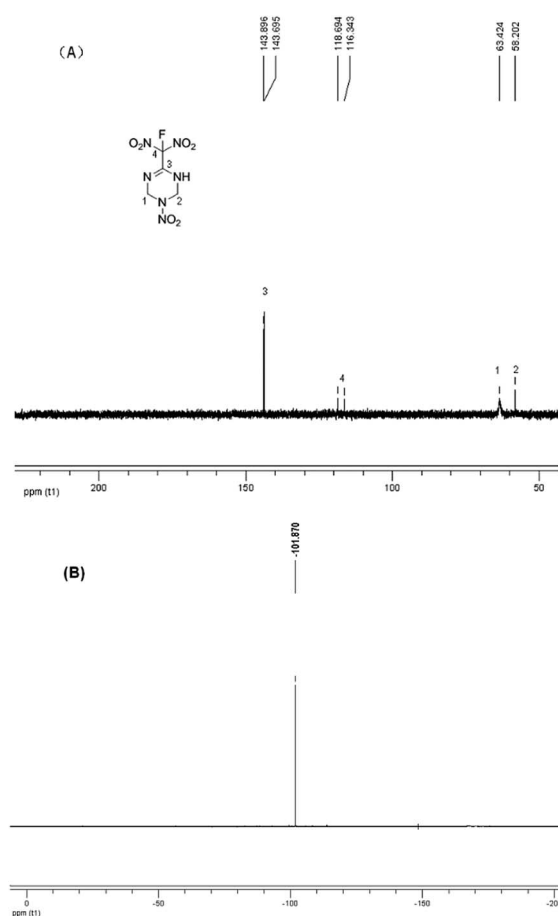 143.896
143.695
118.694
116.343
63.424
58.202
(A)
F
O₂N NO₂
4
3
N NH
1 N 2
NO₂
3
4
1 2
200 150 100 50
ppm (t1)
-101.870
(B)
0 -50 -100 -150 -20
ppm (t1)